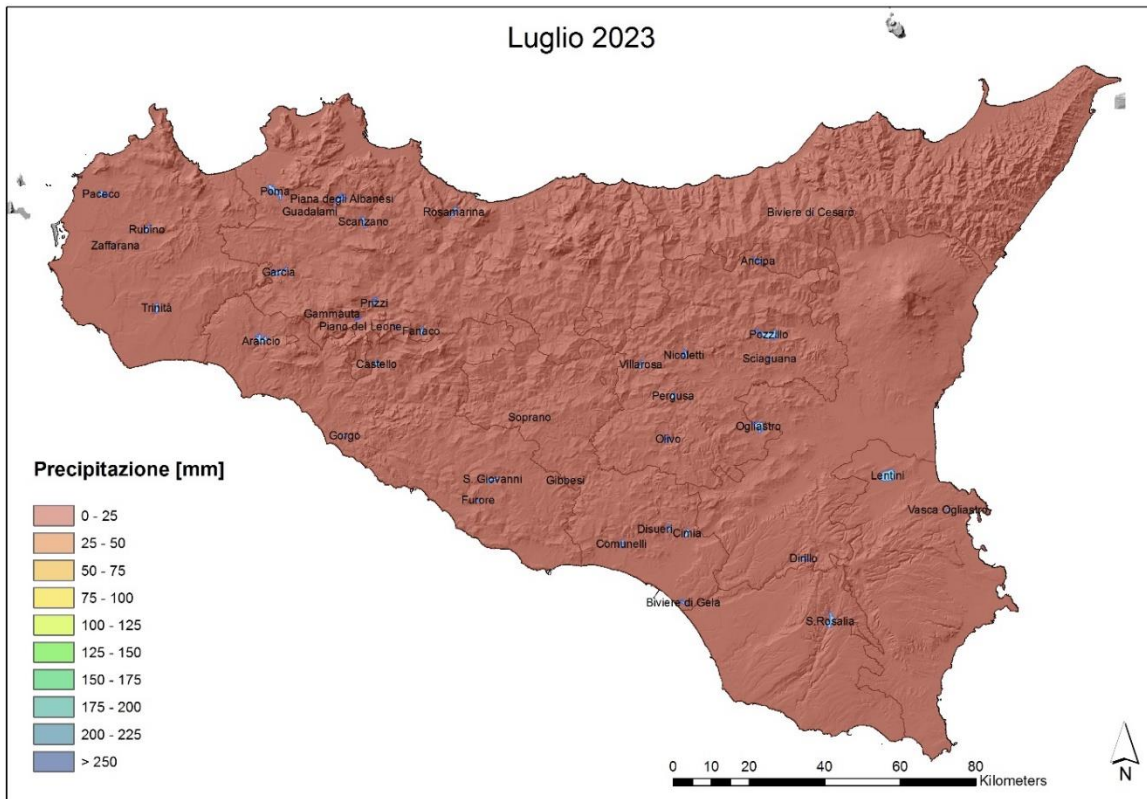 Luglio 2023
Paceco
Poma
Piana degli Albanesi
Guadalami
Rosamarina
Biviere di Cesarò
Scanzano
Rubino
Zaffarana
Ancipa
Garcia
Trinità
Prizzi
Gammauta
Piano del Leone
Fanaco
Arancio
Pozzillo
Nicoletti
Sciaguana
Castello
Villarosa
Pergusa
Soprano
Ogliastro
Gorgo
Olivo
Precipitazione [mm]
S. Giovanni
Gibbesi
Lentini
Furore
Vasca Ogliastro
Disueri
Cimia
Comunelli
Dirillo
Biviere di Gela
S.Rosalia
0 - 25
25 - 50
50 - 75
75 - 100
100 - 125
125 - 150
150 - 175
175 - 200
200 - 225
> 250
0 10 20 40 60 80
Kilometers
N